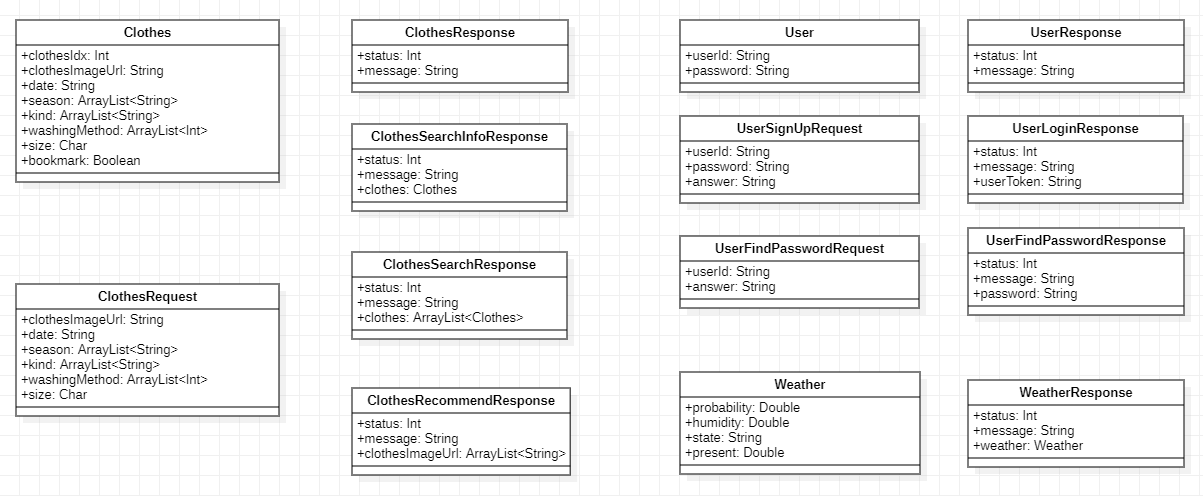 Clothes
+clothesIdx: Int
+clothesImageUrl: String
+date: String
+season: ArrayList<String>
+kind: ArrayList<String>
+washingMethod: ArrayList<Int>
+size: Char
+bookmark: Boolean
ClothesRequest
+clothesImageUrl: String
+date: String
+season: ArrayList<String>
+kind: ArrayList<String>
+washingMethod: ArrayList<Int>
+size: Char
ClothesResponse
+status: Int
+message: String
ClothesSearchInfoResponse
+status: Int
+message: String
+clothes: Clothes
ClothesSearchResponse
+status: Int
+message: String
+clothes: ArrayList<Clothes>
ClothesRecommendResponse
+status: Int
+message: String
+clothesImageUrl: ArrayList<String>
User
+userId: String
+password: String
UserSignUpRequest
+userId: String
+password: String
+answer: String
UserFindPasswordRequest
+userId: String
+answer: String
Weather
+probability: Double
+humidity: Double
+state: String
+present: Double
UserResponse
+status: Int
+message: String
UserLoginResponse
+status: Int
+message: String
+userToken: String
UserFindPasswordResponse
+status: Int
+message: String
+password: String
WeatherResponse
+status: Int
+message: String
+weather: Weather